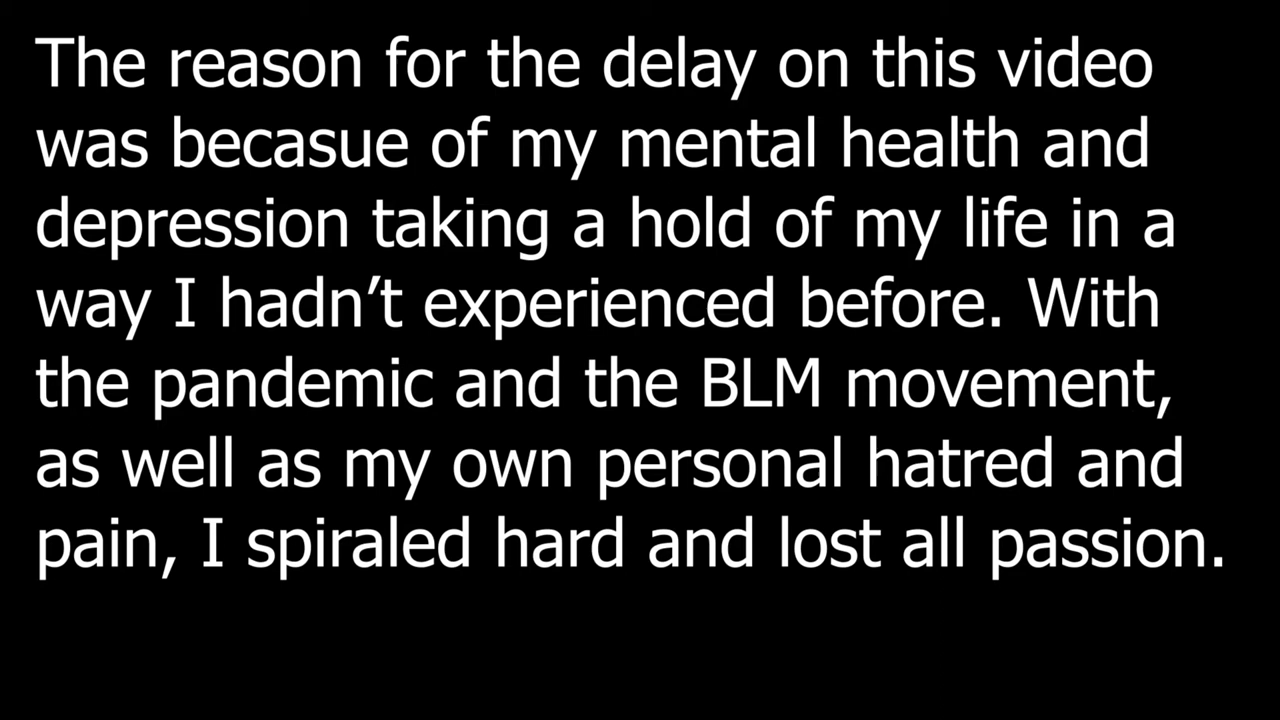 The reason for the delay on this video
was becasue of my mental health and
depression taking a hold of my life in a
way I hadn’t experienced before. With
the pandemic and the BLM movement,
as well as my own personal hatred and
pain, I spiraled hard and lost all passion.